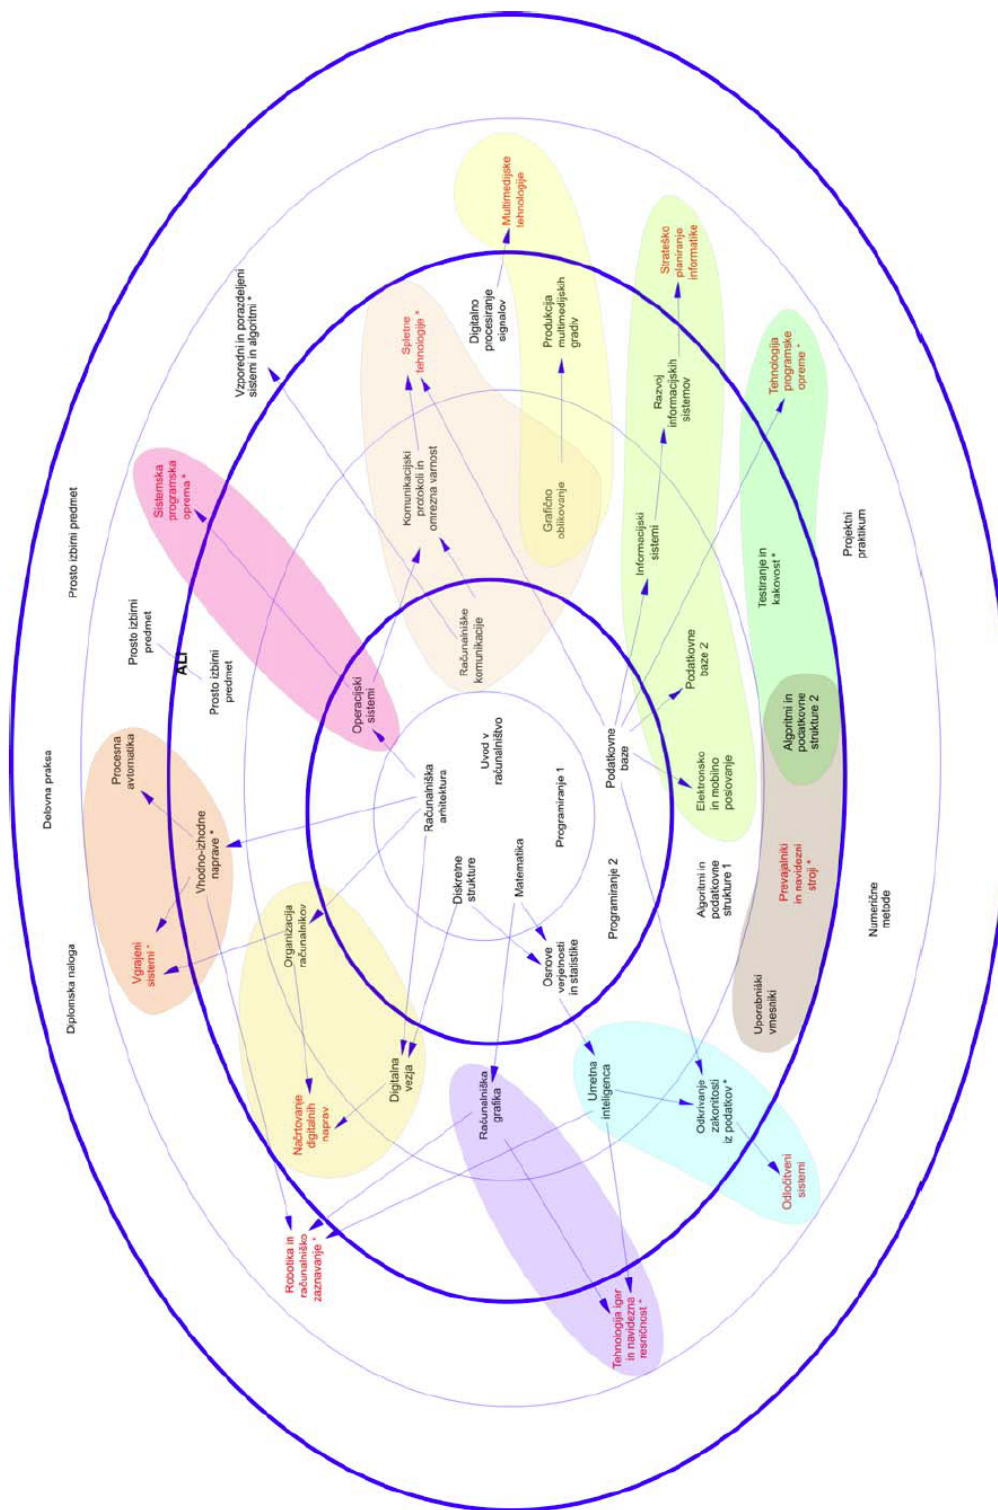 Diplomska naloga
Delovna praksa
Prosto izbirni predmet
Vgrajeni
sistemi *
Procesna
avtomatika
Vhodno-izhodne
naprave *
Prosto izbirni
predmet
ALI
Prosto izbirni
predmet
Sistemska
programska
oprema *
Vzporedni in porazdeljeni
sistemi in algoritmi *
Robotika in
računalniško
zaznavanje *
Načrtovanje
digitalnih
naprav
Organizacija
računalnikov
Digitalna
vezja
Operacijski
sistemi
Računalniška
arhitektura
Komunikacijski
protokoli in
omrezna varnost
Spletne
tehnologije *
Računalniške
komunikacije
Digitalno
procesiranje
signalov
Multimedijske
tehnologije
Računalniška
grafika
Diskretne
strukture
Uvod v
računalništvo
Matematika
Programiranje 1
Osnove
verjetnosti
in statistike
Programiranje 2
Podatkovne
baze
Grafično
oblikovanje
Produkcija
multimedijskih
gradiv
Tehnologija iger
in navidezna
resničnost *
Umetna
inteligenca
Informacijski
sistemi
Razvoj
informacijskih
sistemov
Strateško
planiranje
informatike
Podatkovne
baze 2
Elektronsko
in mobilno
poslovanje
Algoritmi in
podatkovne
strukture 1
Odkrivanje
zakonitosti
iz podatkov *
Odločitveni
sistemi
Uporabniški
vmesniki
Prevajalniki
in navidezni
stroji *
Algoritmi in
podatkovne
strukture 2
Testiranje in
kakovost *
Tehnologija
programske
opreme *
Numerične
metode
Projektni
praktikum